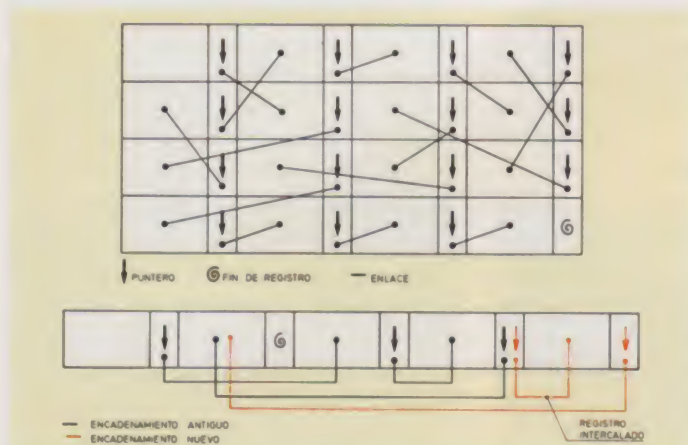 PUNTERO FIN DE REGISTRO ENLACE
ENCADENAMIENTO ANTIGUO
ENCADENAMIENTO NUEVO
REGISTRO
INTERCALADO